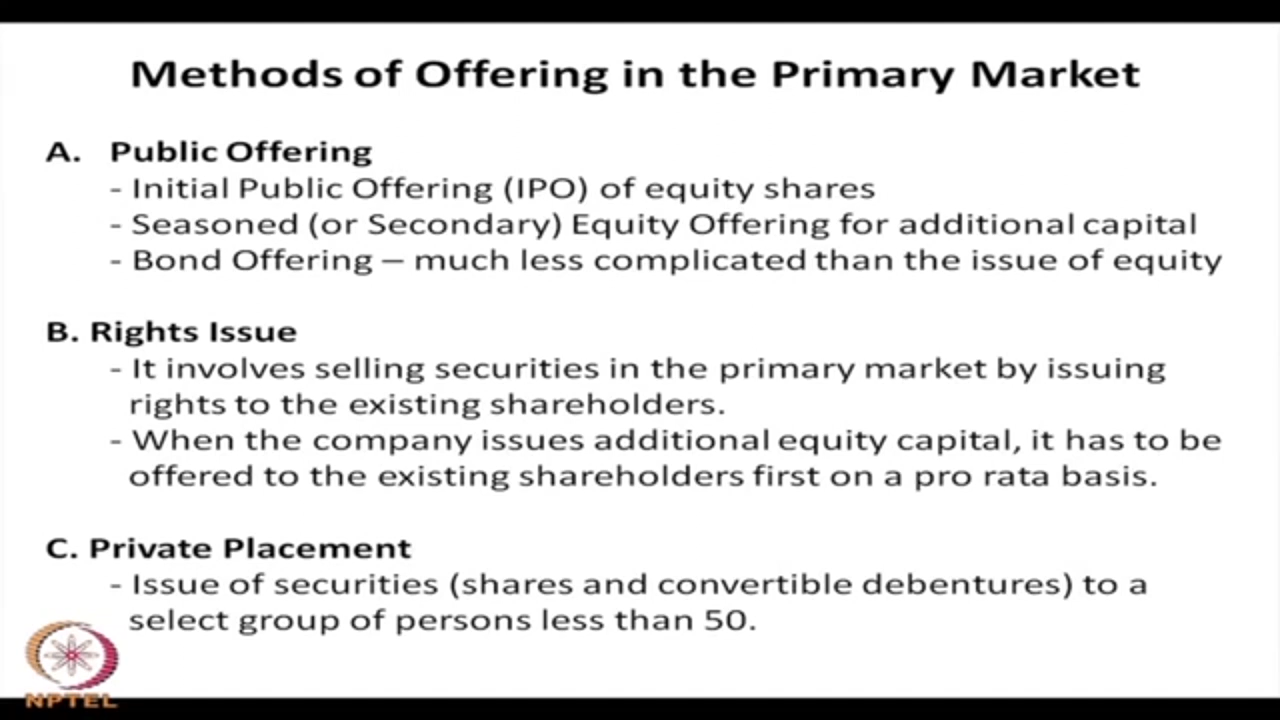 Methods of Offering in the Primary Market
A. Public Offering
- Initial Public Offering (IPO) of equity shares
- Seasoned (or Secondary) Equity Offering for additional capital
- Bond Offering – much less complicated than the issue of equity
B. Rights Issue
- It involves selling securities in the primary market by issuing
rights to the existing shareholders.
- When the company issues additional equity capital, it has to be
offered to the existing shareholders first on a pro rata basis.
C. Private Placement
- Issue of securities (shares and convertible debentures) to a
select group of persons less than 50.
NPTEL